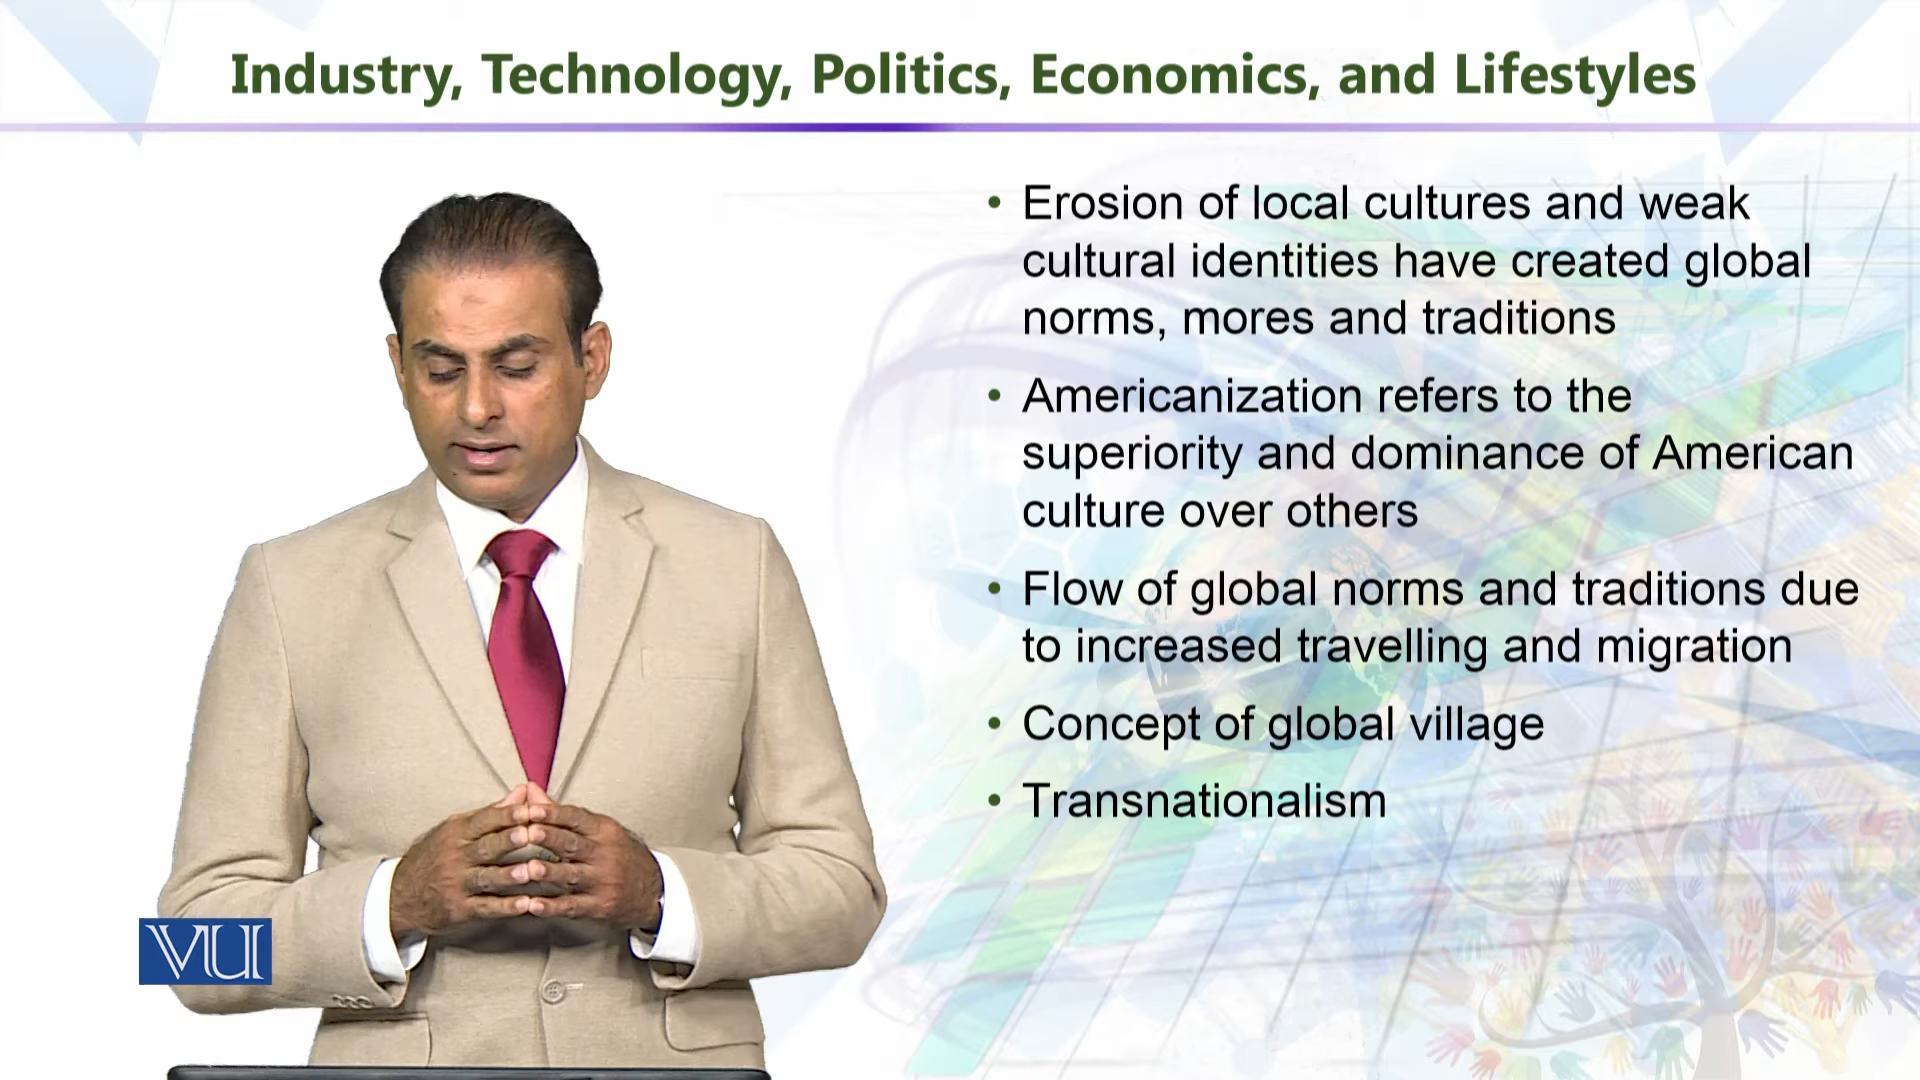 Industry, Technology, Politics, Economics, and Lifestyles
• Erosion of local cultures and weak
cultural identities have created global
norms, mores and traditions
• Americanization refers to the
superiority and dominance of American
culture over others
• Flow of global norms and traditions due
to increased travelling and migration
• Concept of global village
• Transnationalism
VU